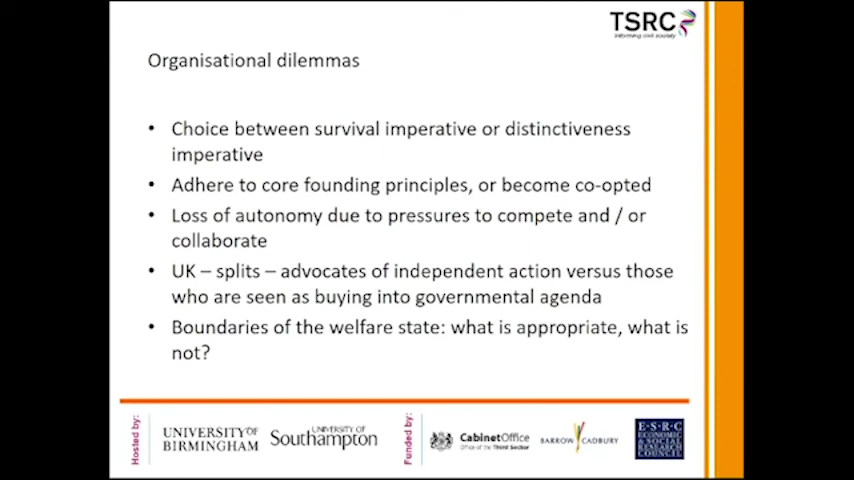 TSRC
informing civil society
Organisational dilemmas
• Choice between survival imperative or distinctiveness
imperative
• Adhere to core founding principles, or become co-opted
• Loss of autonomy due to pressures to compete and / or
collaborate
• UK – splits – advocates of independent action versus those
who are seen as buying into governmental agenda
• Boundaries of the welfare state: what is appropriate, what is
not?
Hosted by:
UNIVERSITY OF
BIRMINGHAM
UNIVERSITY OF
Southampton
Funded by:
CabinetOffice
Office of the Third Sector
BARROW CADBURY
E·S·R·C
ECONOMIC
& SOCIAL
RESEARCH
COUNCIL